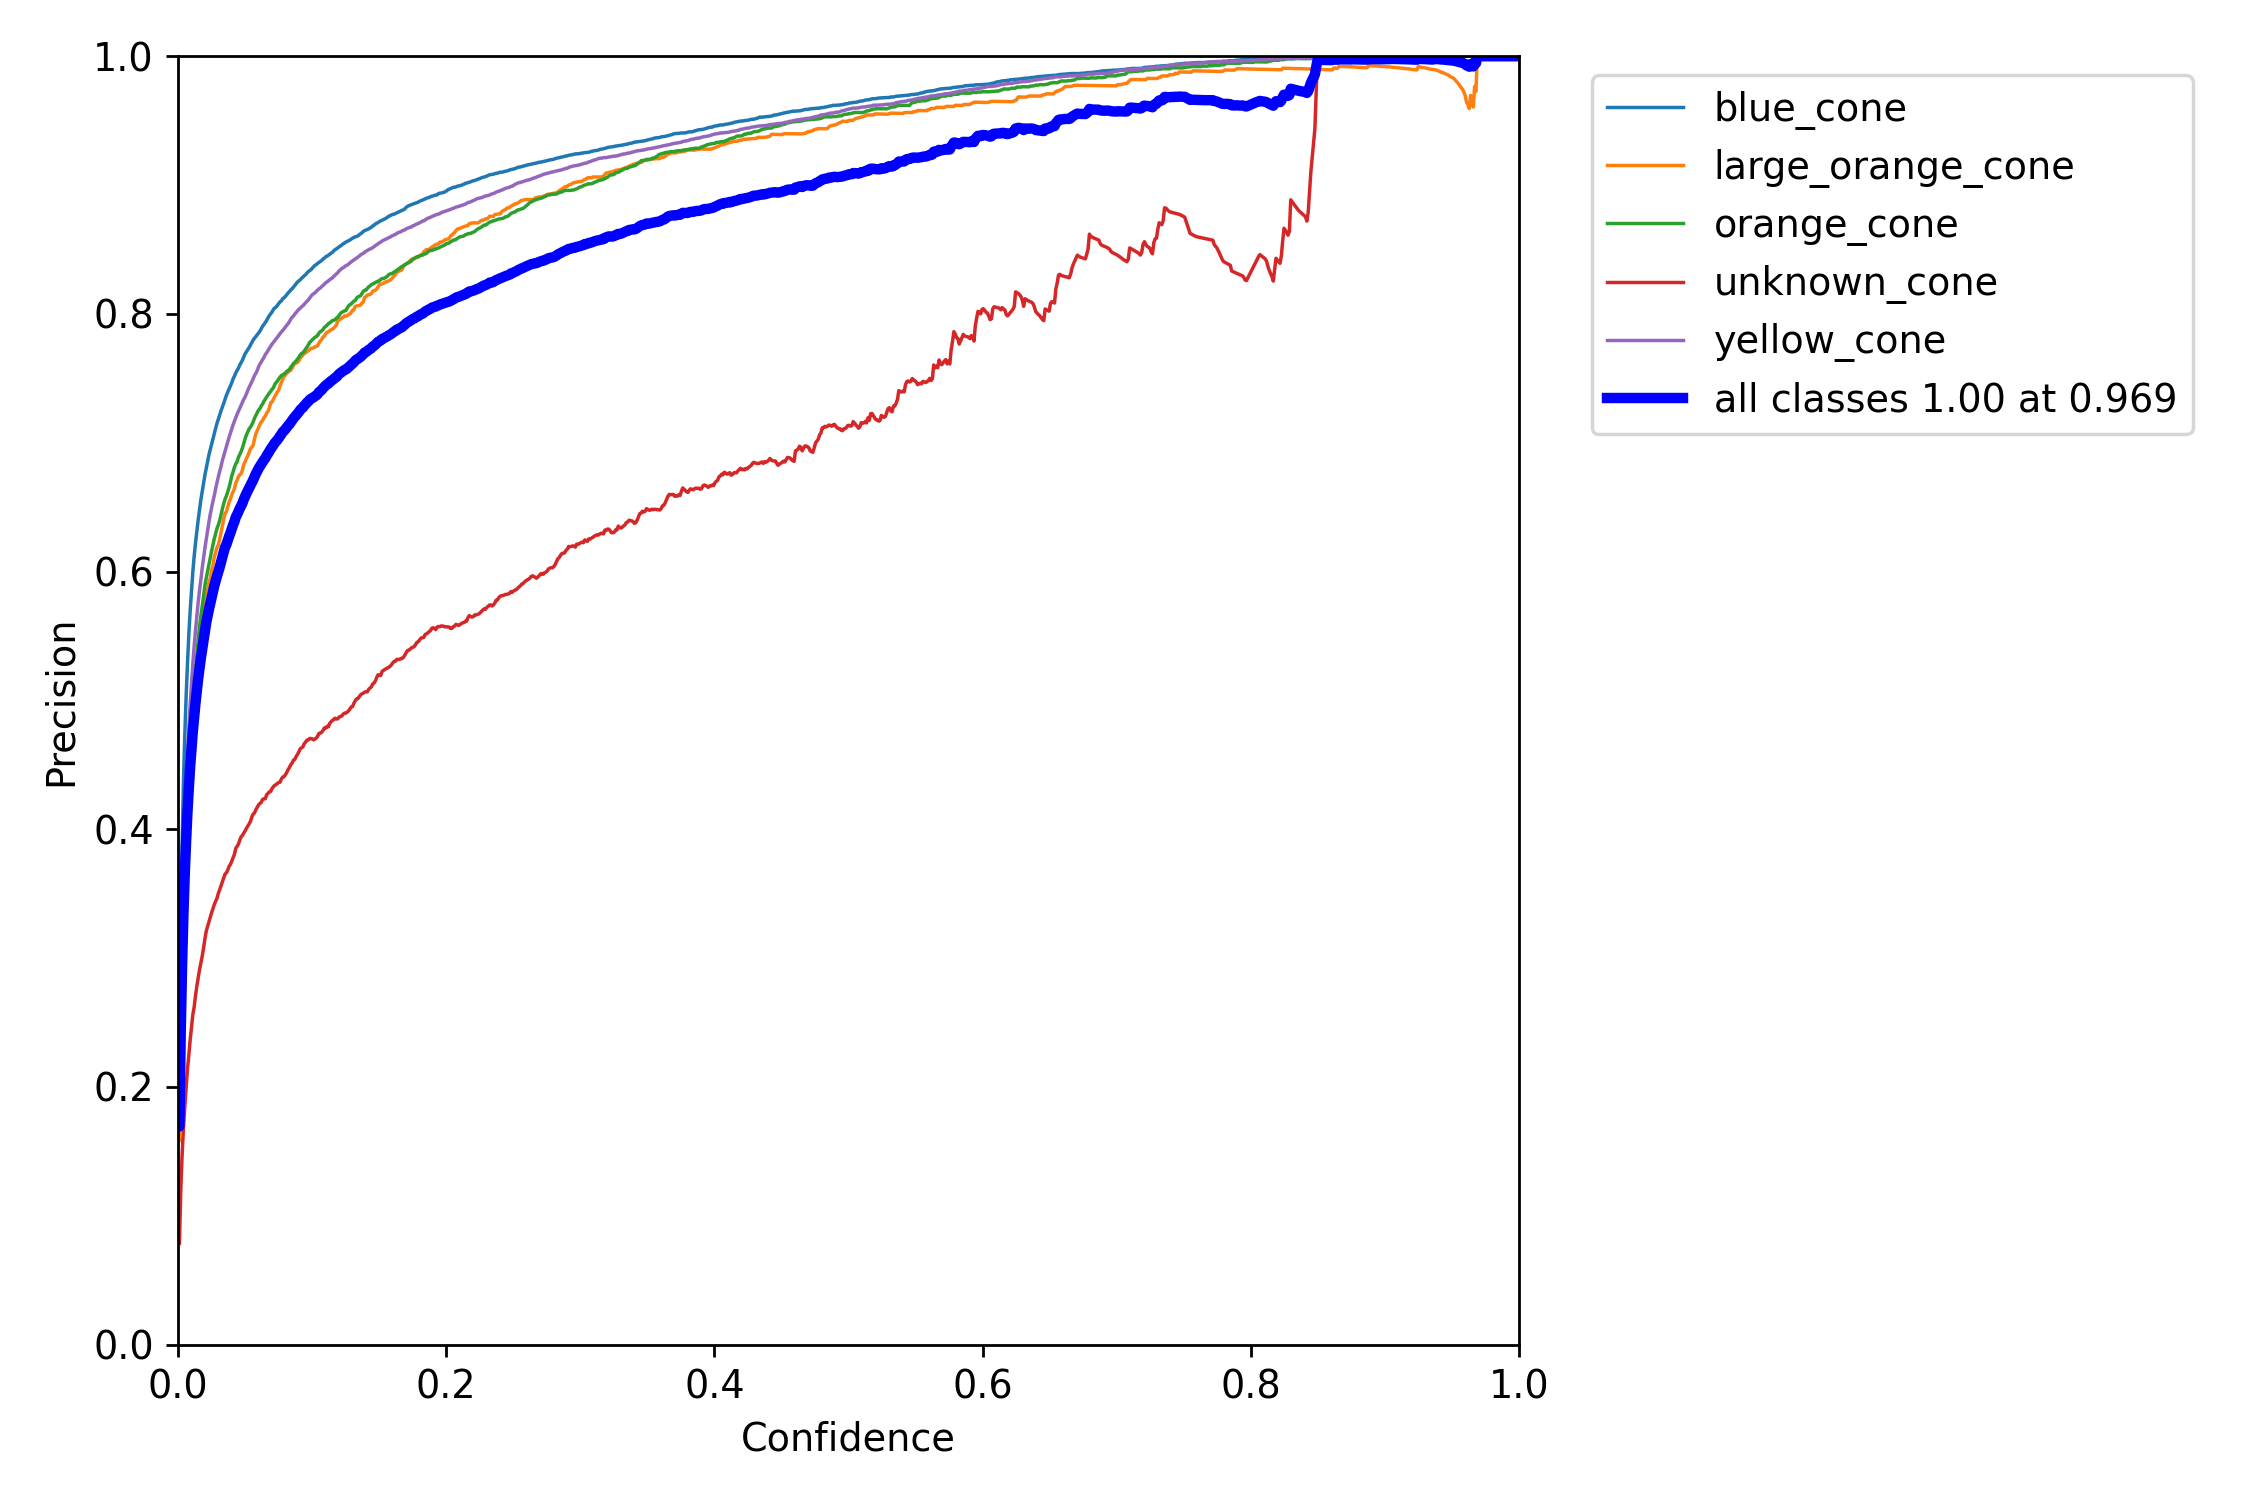 1.0
0.8
0.6
0.4
0.2
0.0
Precision
0.0 0.2 0.4 0.6 0.8 1.0
Confidence
blue_cone
large_orange_cone
orange_cone
unknown_cone
yellow_cone
all classes 1.00 at 0.969